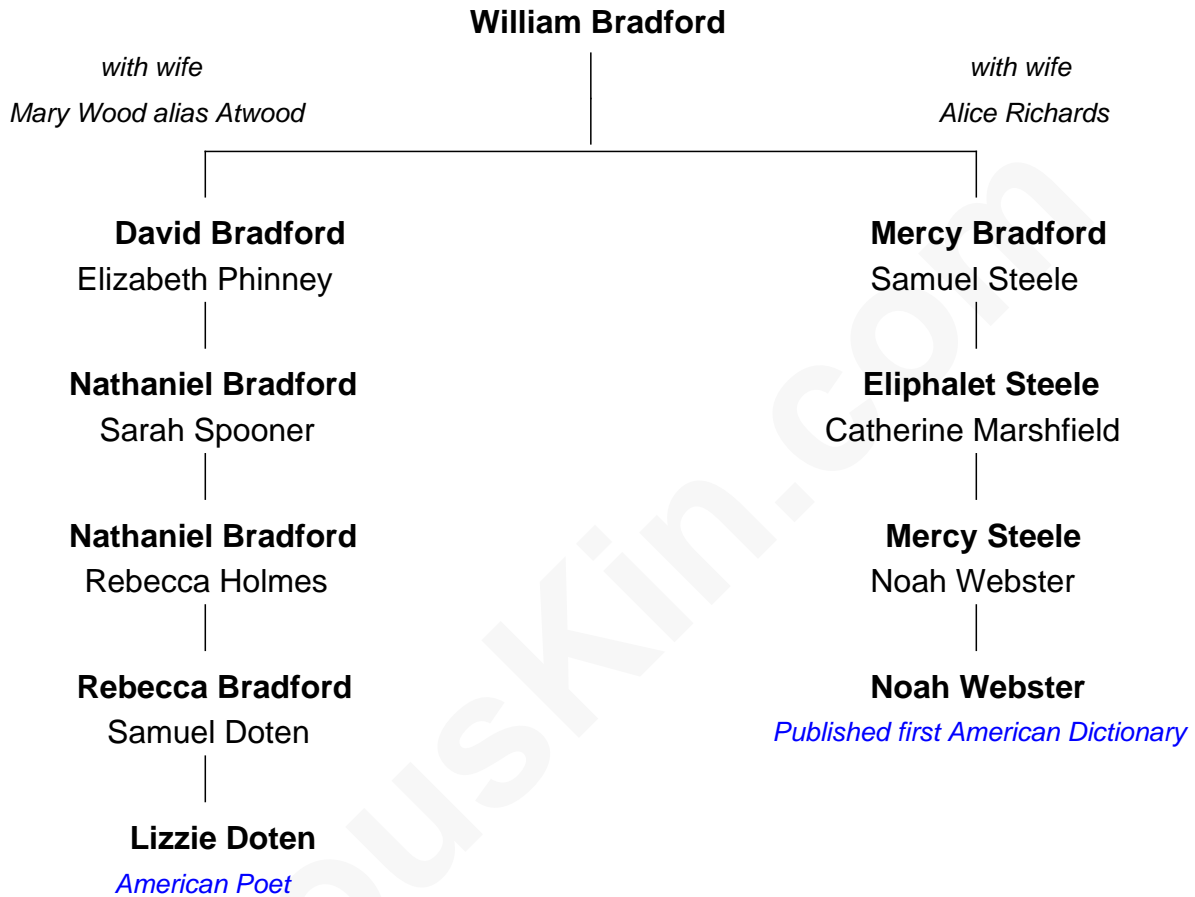 William Bradford
with wife
Mary Wood alias Atwood
with wife
Alice Richards
David Bradford
Elizabeth Phinney
Nathaniel Bradford
Sarah Spooner
Nathaniel Bradford
Rebecca Holmes
Rebecca Bradford
Samuel Doten
Lizzie Doten
American Poet
Mercy Bradford
Samuel Steele
Eliphalet Steele
Catherine Marshfield
Mercy Steele
Noah Webster
Noah Webster
Published first American Dictionary
ousKin.com